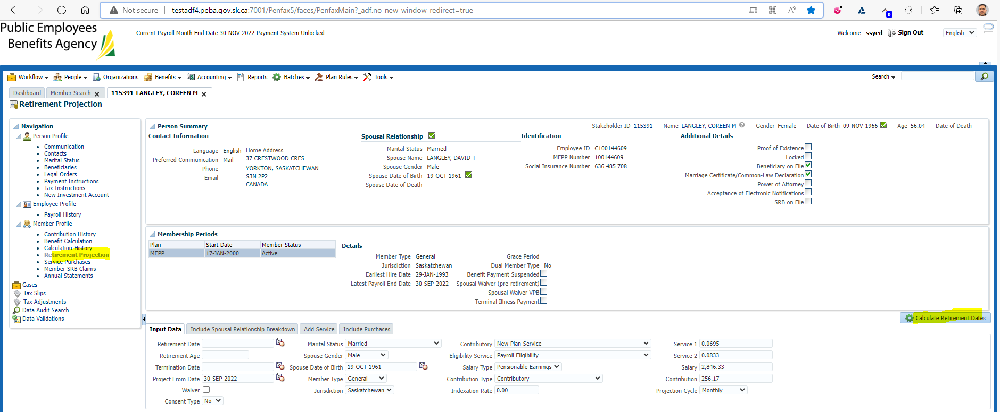 Not secure | testadf4.peba.gov.sk.ca:7001/Penfax5/faces/PenfaxMain?_adf.no-new-window-redirect=true
0
Public Employees
Benefits Agency
Current Payroll Month End Date 30-NOV-2022 Payment System Unlocked
Welcome ssyed Sign Out English
Workflow People Organizations Benefits Accounting Reports Batches Plan Rules Tools Search
Dashboard Member Search 115391-LANGLEY, COREEN M
Retirement Projection
Navigation
Person Profile
Communication
Contacts
Marital Status
Beneficiaries
Legal Orders
Payment Instructions
Tax Instructions
New Investment Account
Employee Profile
Payroll History
Member Profile
Contribution History
Benefit Calculation
Calculation History
Retirement Projection
Service Purchases
Member SRB Claims
Annual Statements
Cases
Tax Slips
Tax Adjustments
Data Audit Search
Data Validations
Person Summary
Stakeholder ID 115391 Name LANGLEY, COREEN M Gender Female Date of Birth 09-NOV-1966 Age 56.04 Date of Death
Contact Information
Language English
Preferred Communication Mail
Phone
Email
Home Address
37 CRESTWOOD CRES
YORKTON, SASKATCHEWAN
S3N 2P2
CANADA
Spousal Relationship
Marital Status Married
Spouse Name LANGLEY, DAVID T
Spouse Gender Male
Spouse Date of Birth 19-OCT-1961
Spouse Date of Death
Identification
Employee ID C100144609
MEPP Number 100144609
Social Insurance Number 636 485 708
Additional Details
Proof of Existence
Locked
Beneficiary on File
Marriage Certificate/Common-Law Declaration
Power of Attorney
Acceptance of Electronic Notifications
SRB on File
Membership Periods
Plan Start Date Member Status
MEPP 17-JAN-2000 Active
Details
Member Type General
Jurisdiction Saskatchewan
Earliest Hire Date 29-JAN-1993
Latest Payroll End Date 30-SEP-2022
Grace Period
Dual Member Type No
Benefit Payment Suspended
Spousal Waiver (pre-retirement)
Spousal Waiver VPB
Terminal Illness Payment
Calculate Retirement Dates
Input Data Include Spousal Relationship Breakdown Add Service Include Purchases
Retirement Date
Retirement Age
Termination Date
Project From Date 30-SEP-2022
Waiver
Consent Type No
Marital Status Married
Spouse Gender Male
Spouse Date of Birth 19-OCT-1961
Member Type General
Jurisdiction Saskatchewan
Contributory New Plan Service
Eligibility Service Payroll Eligibility
Salary Type Pensionable Earnings
Contribution Type Contributory
Indexation Rate 0.00
Service 1 0.0695
Service 2 0.0833
Salary 2,846.33
Contribution 256.17
Projection Cycle Monthly